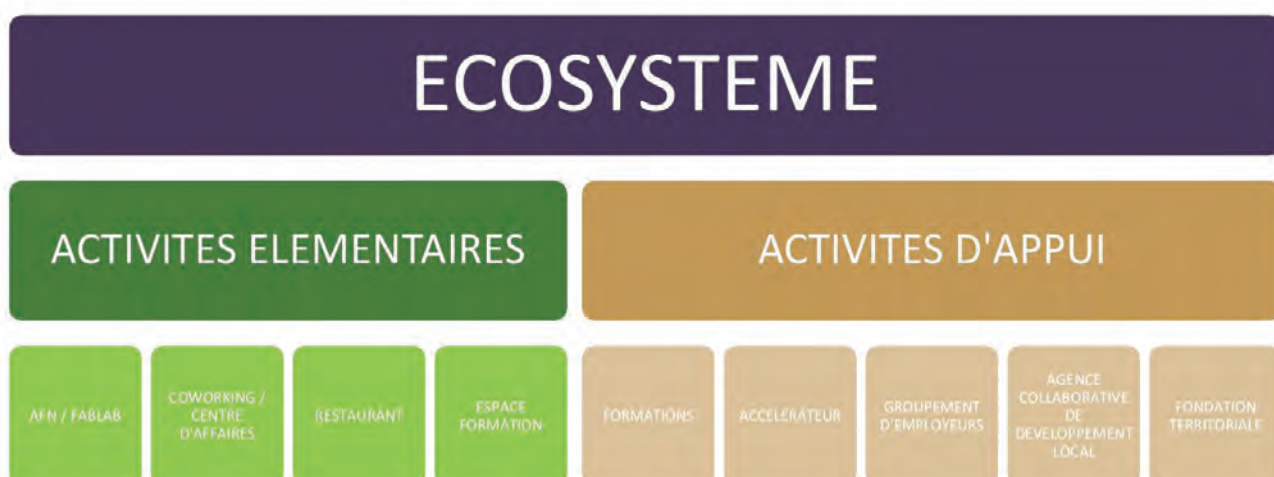 ECOSYSTEME
ACTIVITES ELEMENTAIRES
ACTIVITES D'APPUI
AFN / FABLAB
COWORKING /
CENTRE
D'AFFAIRES
RESTAURANT
ESPACE
FORMATION
FORMATIONS
ACCELERATEUR
GROUPEMENT
D'EMPLOYEURS
AGENCE
COLLABORATIVE
DE
DEVELOPPEMENT
LOCAL
FONDATION
TERRITORIALE